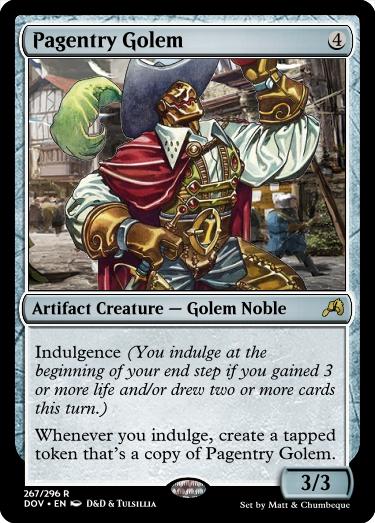 Pagentry Golem 4
Artifact Creature — Golem Noble
Indulgence (You indulge at the
beginning of your end step if you gained 3
or more life and/or drew two or more cards
this turn.)
Whenever you indulge, create a tapped
token that's a copy of Pagentry Golem.
3/3
267/296 R
DOV • EN D&D & TULSILLIA
Set by Matt & Chumbeque